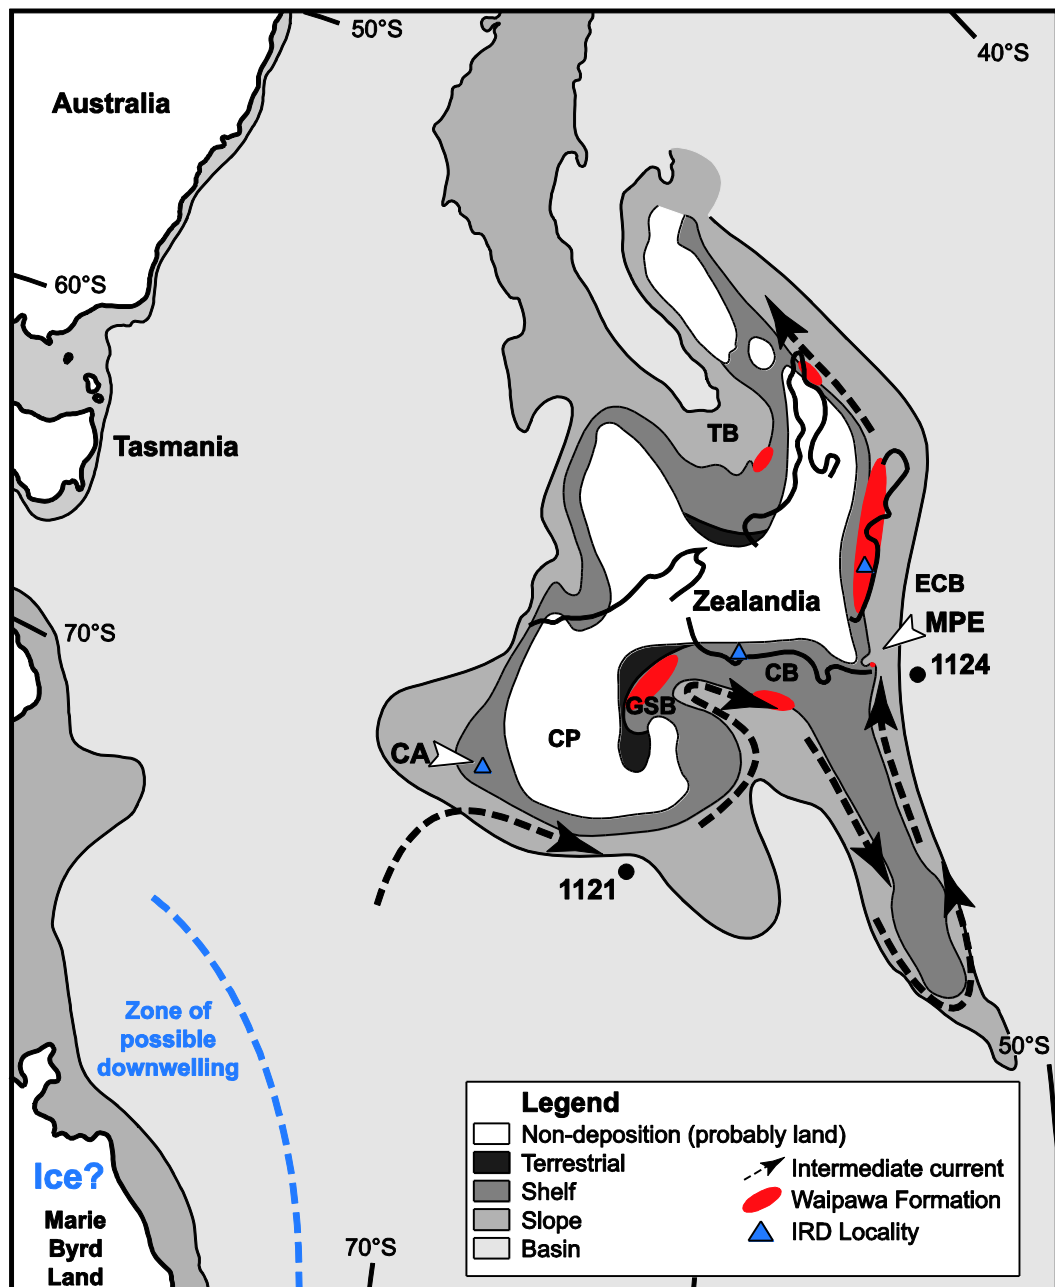 50°S
40°S
Australia
60°S
Tasmania
TB
ECB
Zealandia
MPE
70°S
1124
CB
GSB
CP
CA
1121
Zone of
possible
downwelling
50°S
Ice?
Marie
Byrd
Land
70°S
Legend
Non-deposition (probably land)
Terrestrial
Shelf
Slope
Basin
Intermediate current
Waipawa Formation
IRD Locality